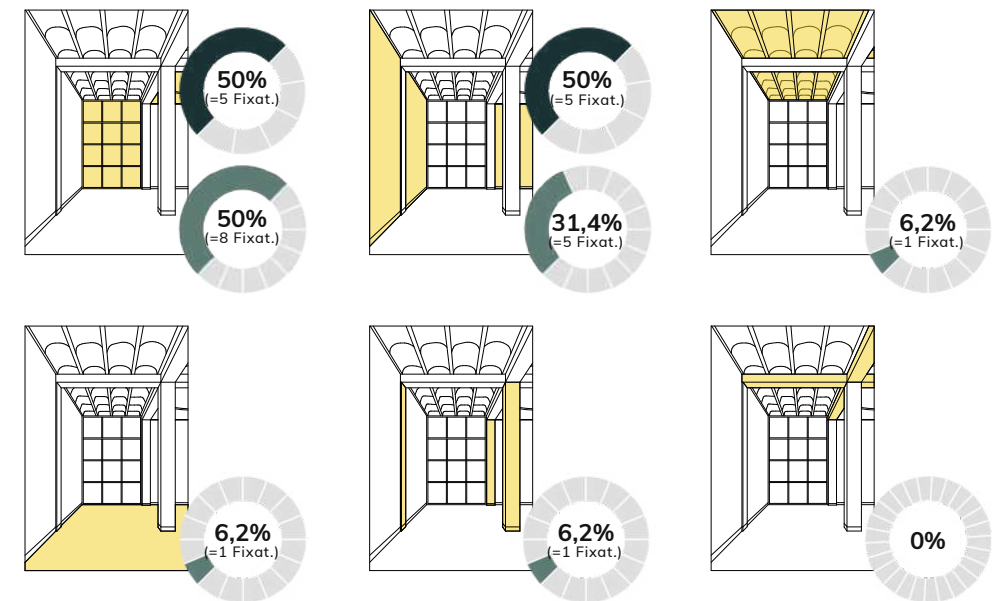 50%
(=5 Fixat.)
50%
(=5 Fixat.)
50%
(=8 Fixat.)
31,4%
(=5 Fixat.)
6,2%
(=1 Fixat.)
6,2%
(=1 Fixat.)
6,2%
(=1 Fixat.)
0%